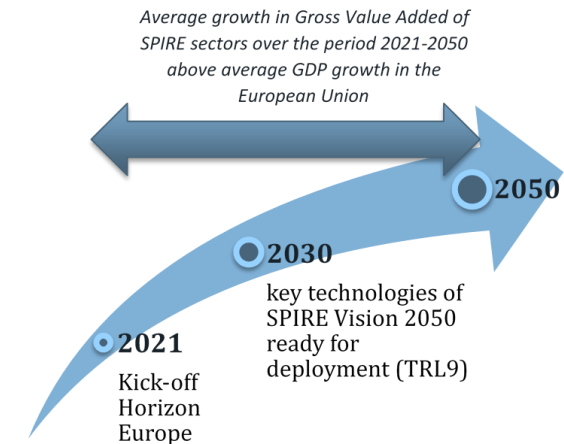 Average growth in Gross Value Added of
SPIRE sectors over the period 2021-2050
above average GDP growth in the
European Union
2050
2030
key technologies of
SPIRE Vision 2050
ready for
deployment (TRL9)
2021
Kick-off
Horizon
Europe